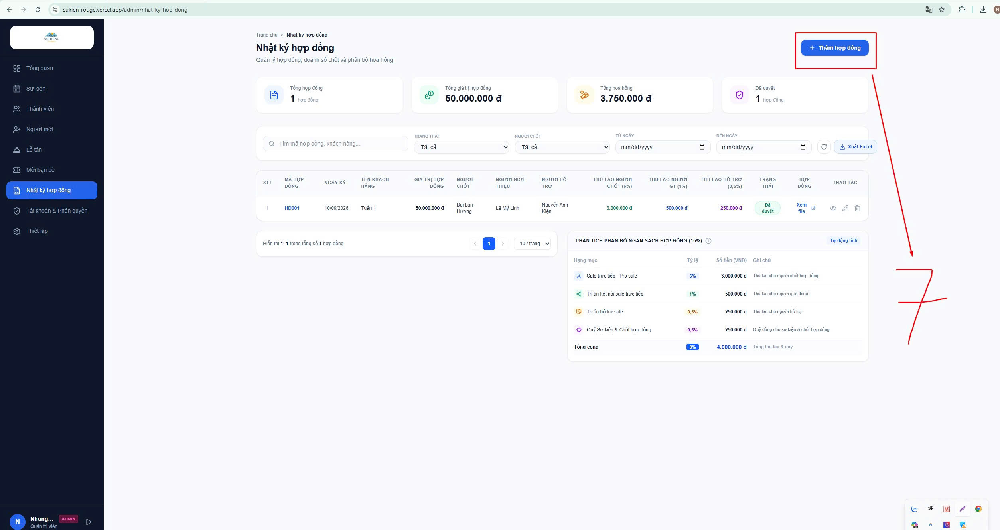 sukien-rouge.vercel.app/admin/nhat-ky-hop-dong
N
NGHIENG
Tổng quan
Sự kiện
Thành viên
Người mời
Lễ tân
Mời bạn bè
Nhật ký hợp đồng
Tài khoản & Phân quyền
Thiết lập
N
Nhung...
ADMIN
Quản trị viên
Trang chủ > Nhật ký hợp đồng
Nhật ký hợp đồng
Quản lý hợp đồng, doanh số chốt và phân bổ hoa hồng
+ Thêm hợp đồng
Tổng hợp đồng
1 hợp đồng
Tổng giá trị hợp đồng
50.000.000 đ
Tổng hoa hồng
3.750.000 đ
Đã duyệt
1 hợp đồng
Tìm mã hợp đồng, khách hàng...
TRẠNG THÁI
Tất cả
NGƯỜI CHỐT
Tất cả
TỪ NGÀY
mm/dd/yyyy
ĐẾN NGÀY
mm/dd/yyyy
Xuất Excel
STT
MÃ HỢP
ĐỒNG
NGÀY KÝ
TÊN KHÁCH
HÀNG
GIÁ TRỊ HỢP
ĐỒNG
NGƯỜI
CHỐT
NGƯỜI GIỚI
THIỆU
NGƯỜI HỖ
TRỢ
THÙ LAO NGƯỜI
CHỐT (6%)
THÙ LAO NGƯỜI
GT (1%)
THÙ LAO HỖ TRỢ
(0,5%)
TRẠNG
THÁI
HỢP
ĐỒNG
THAO TÁC
1
HD001
10/09/2026
Tuấn 1
50.000.000 đ
Bùi Lan
Hương
Lê Mỹ Linh
Nguyễn Anh
Kiện
3.000.000 đ
500.000 đ
250.000 đ
Đã
duyệt
Xem
file
Hiển thị 1–1 trong tổng số 1 hợp đồng
1
10 / trang
PHÂN TÍCH PHÂN BỔ NGÂN SÁCH HỢP ĐỒNG (15%)
Tự động tính
Hạng mục Tỷ lệ Số tiền (VNĐ) Ghi chú
Sale trực tiếp - Pro sale 6% 3.000.000 đ Thù lao cho người chốt hợp đồng
Tri ân kết nối sale trực tiếp 1% 500.000 đ Thù lao cho người giới thiệu
Tri ân hỗ trợ sale 0,5% 250.000 đ Thù lao cho người hỗ trợ
Quỹ Sự kiện & Chốt hợp đồng 0,5% 250.000 đ Quỹ dùng cho sự kiện & chốt hợp đồng
Tổng cộng 8% 4.000.000 đ Tổng thù lao & quỹ
7
Zalo
V